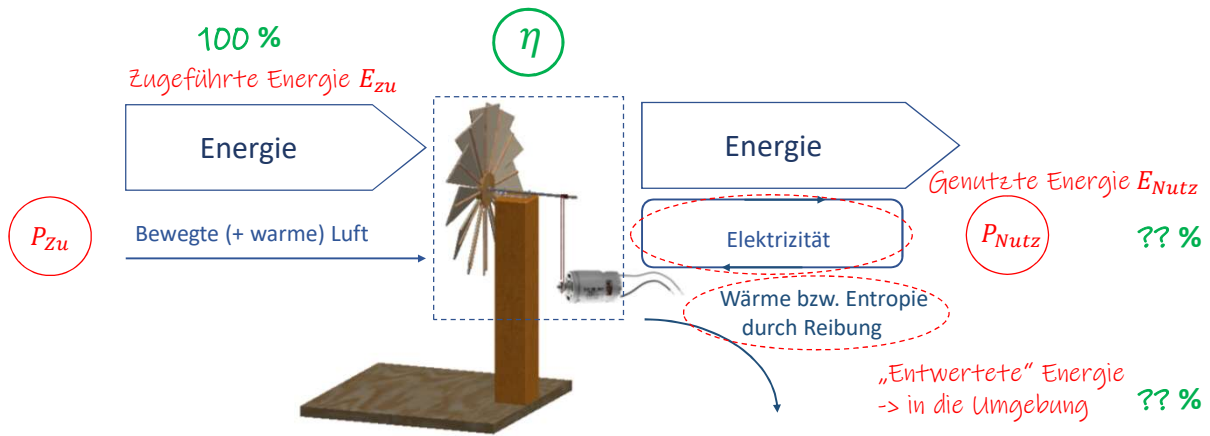 100 %
Zugeführte Energie E_Zu
η
Energie
Energie
Genutzte Energie E_Nutz
P_Zu
Bewegte (+ warme) Luft
Elektrizität
P_Nutz
?? %
Wärme bzw. Entropie
durch Reibung
„Entwertete“ Energie
-> in die Umgebung
?? %